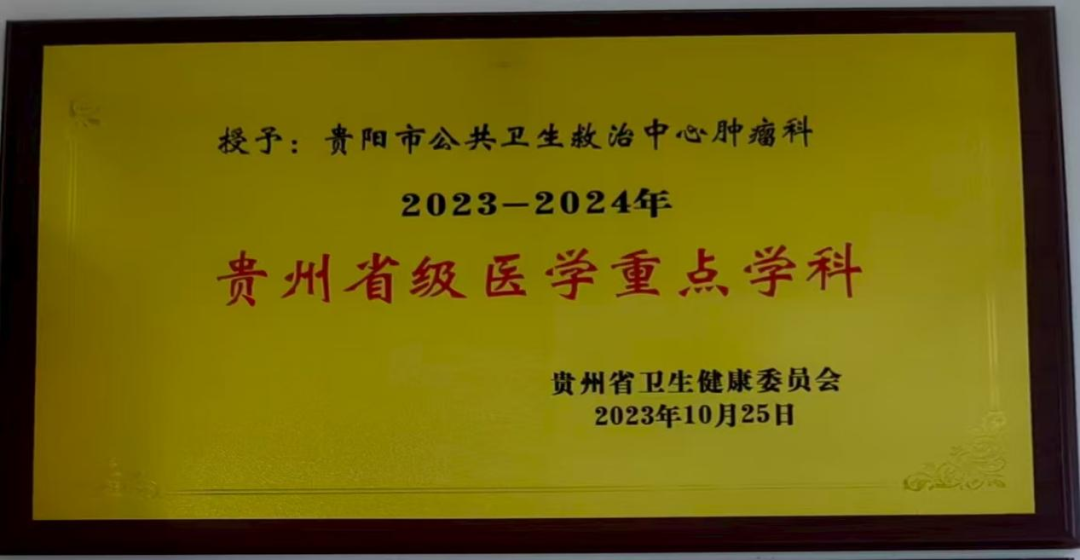 授予：贵阳市公共卫生救治中心肿瘤科
2023—2024年
贵州省级医学重点学科
贵州省卫生健康委员会
2023年10月25日